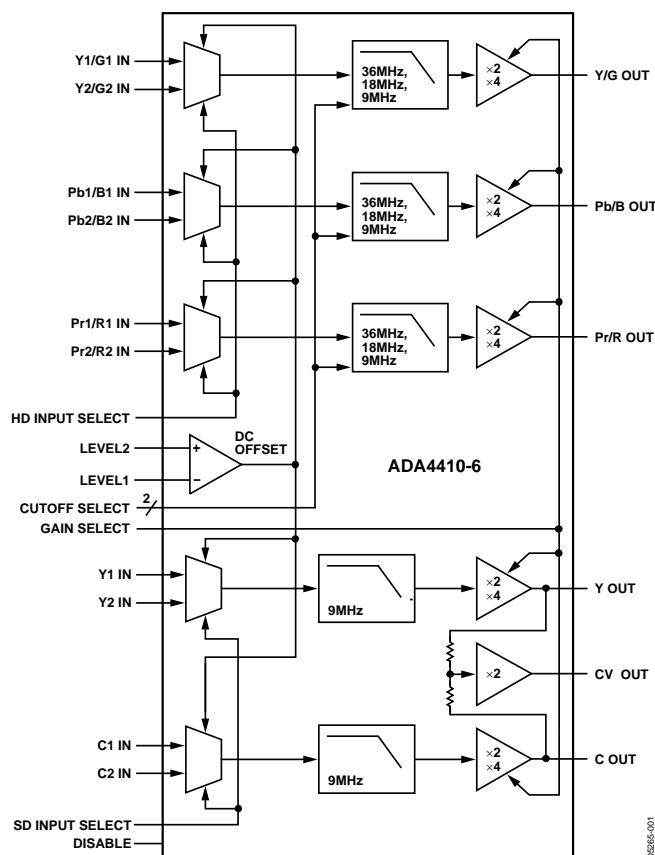 Y1/G1 IN
Y2/G2 IN
36MHz,
18MHz,
9MHz
×2
×4
Y/G OUT
Pb1/B1 IN
Pb2/B2 IN
36MHz,
18MHz,
9MHz
×2
×4
Pb/B OUT
Pr1/R1 IN
Pr2/R2 IN
36MHz,
18MHz,
9MHz
×2
×4
Pr/R OUT
HD INPUT SELECT
DC
OFFSET
LEVEL2
+
LEVEL1
–
ADA4410-6
2
CUTOFF SELECT
GAIN SELECT
Y1 IN
Y2 IN
9MHz
×2
×4
Y OUT
×2
CV OUT
C1 IN
C2 IN
9MHz
×2
×4
C OUT
SD INPUT SELECT
DISABLE
05265-001